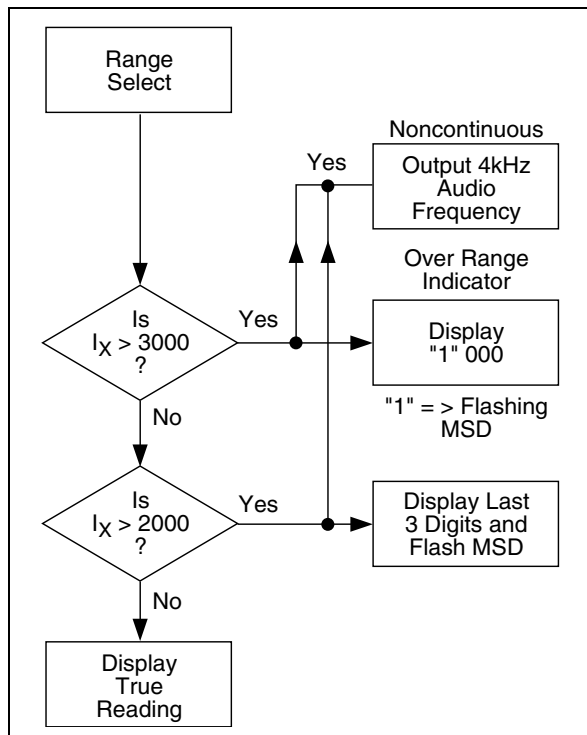 Range
Select
Noncontinuous
Yes
Output 4kHz
Audio
Frequency
Over Range
Indicator
Is
IX > 3000
?
Yes
Display
"1" 000
"1" = > Flashing
MSD
No
Is
IX > 2000
?
Yes
Display Last
3 Digits and
Flash MSD
No
Display
True
Reading